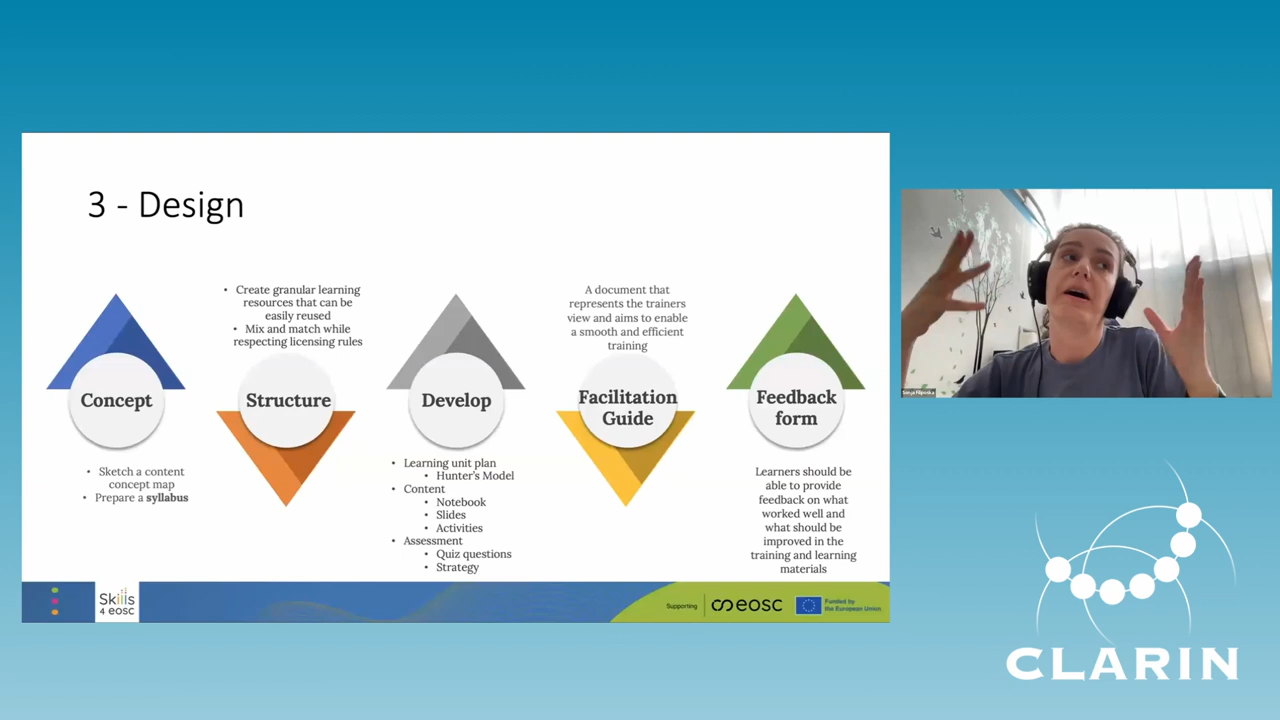 3 - Design
• Create granular learning
resources that can be
easily reused
• Mix and match while
respecting licensing rules
A document that
represents the trainers
view and aims to enable
a smooth and efficient
training
Concept
Structure
Develop
Facilitation
Guide
Feedback
form
• Sketch a content
concept map
• Prepare a syllabus
• Learning unit plan
• Hunter's Model
• Content
• Notebook
• Slides
• Activities
• Assessment
• Quiz questions
• Strategy
Learners should be
able to provide
feedback on what
worked well and
what should be
improved in the
training and learning
materials
Skills
4 eosc
Supporting
eosc
Funded by
the European Union
Sonja Filiposka
CLARIN